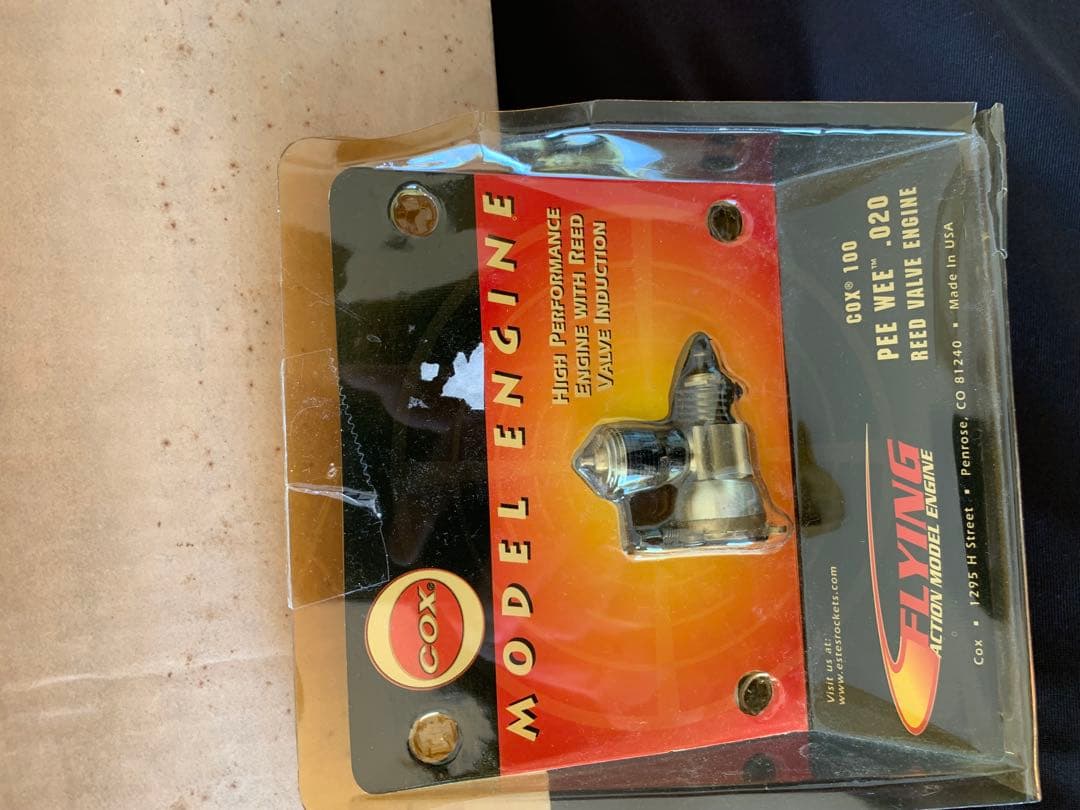 COX®
MODEL ENGINE
HIGH PERFORMANCE
ENGINE WITH REED
VALVE INDUCTION
COX® 100
PEE WEE™ .020
REED VALVE ENGINE
Visit us at:
www.estesrockets.com
FLYING
ACTION MODEL ENGINE
Cox ▪ 1295 H Street ▪ Penrose, CO 81240 ▪ Made In USA